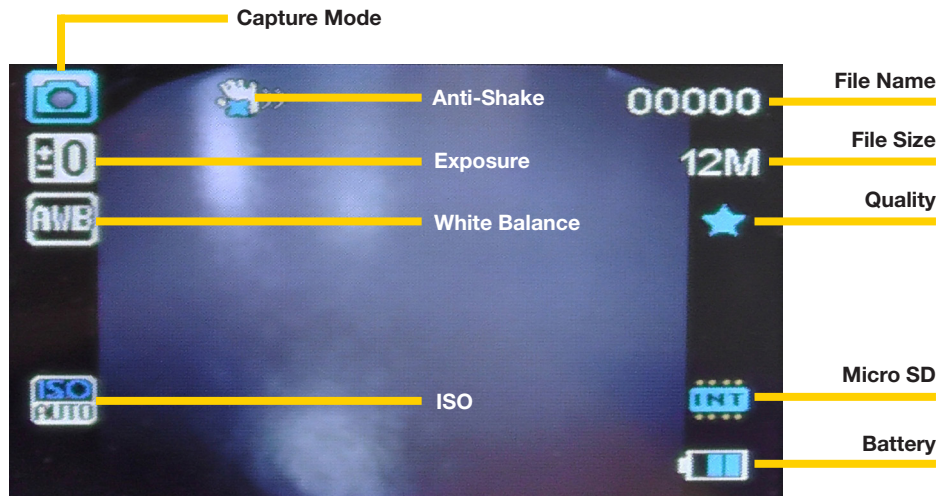 Capture Mode
File Name
Anti-Shake
00000
File Size
Exposure
±0
12M
Quality
White Balance
AWB
Micro SD
ISO
AUTO
ISO
INT
Battery